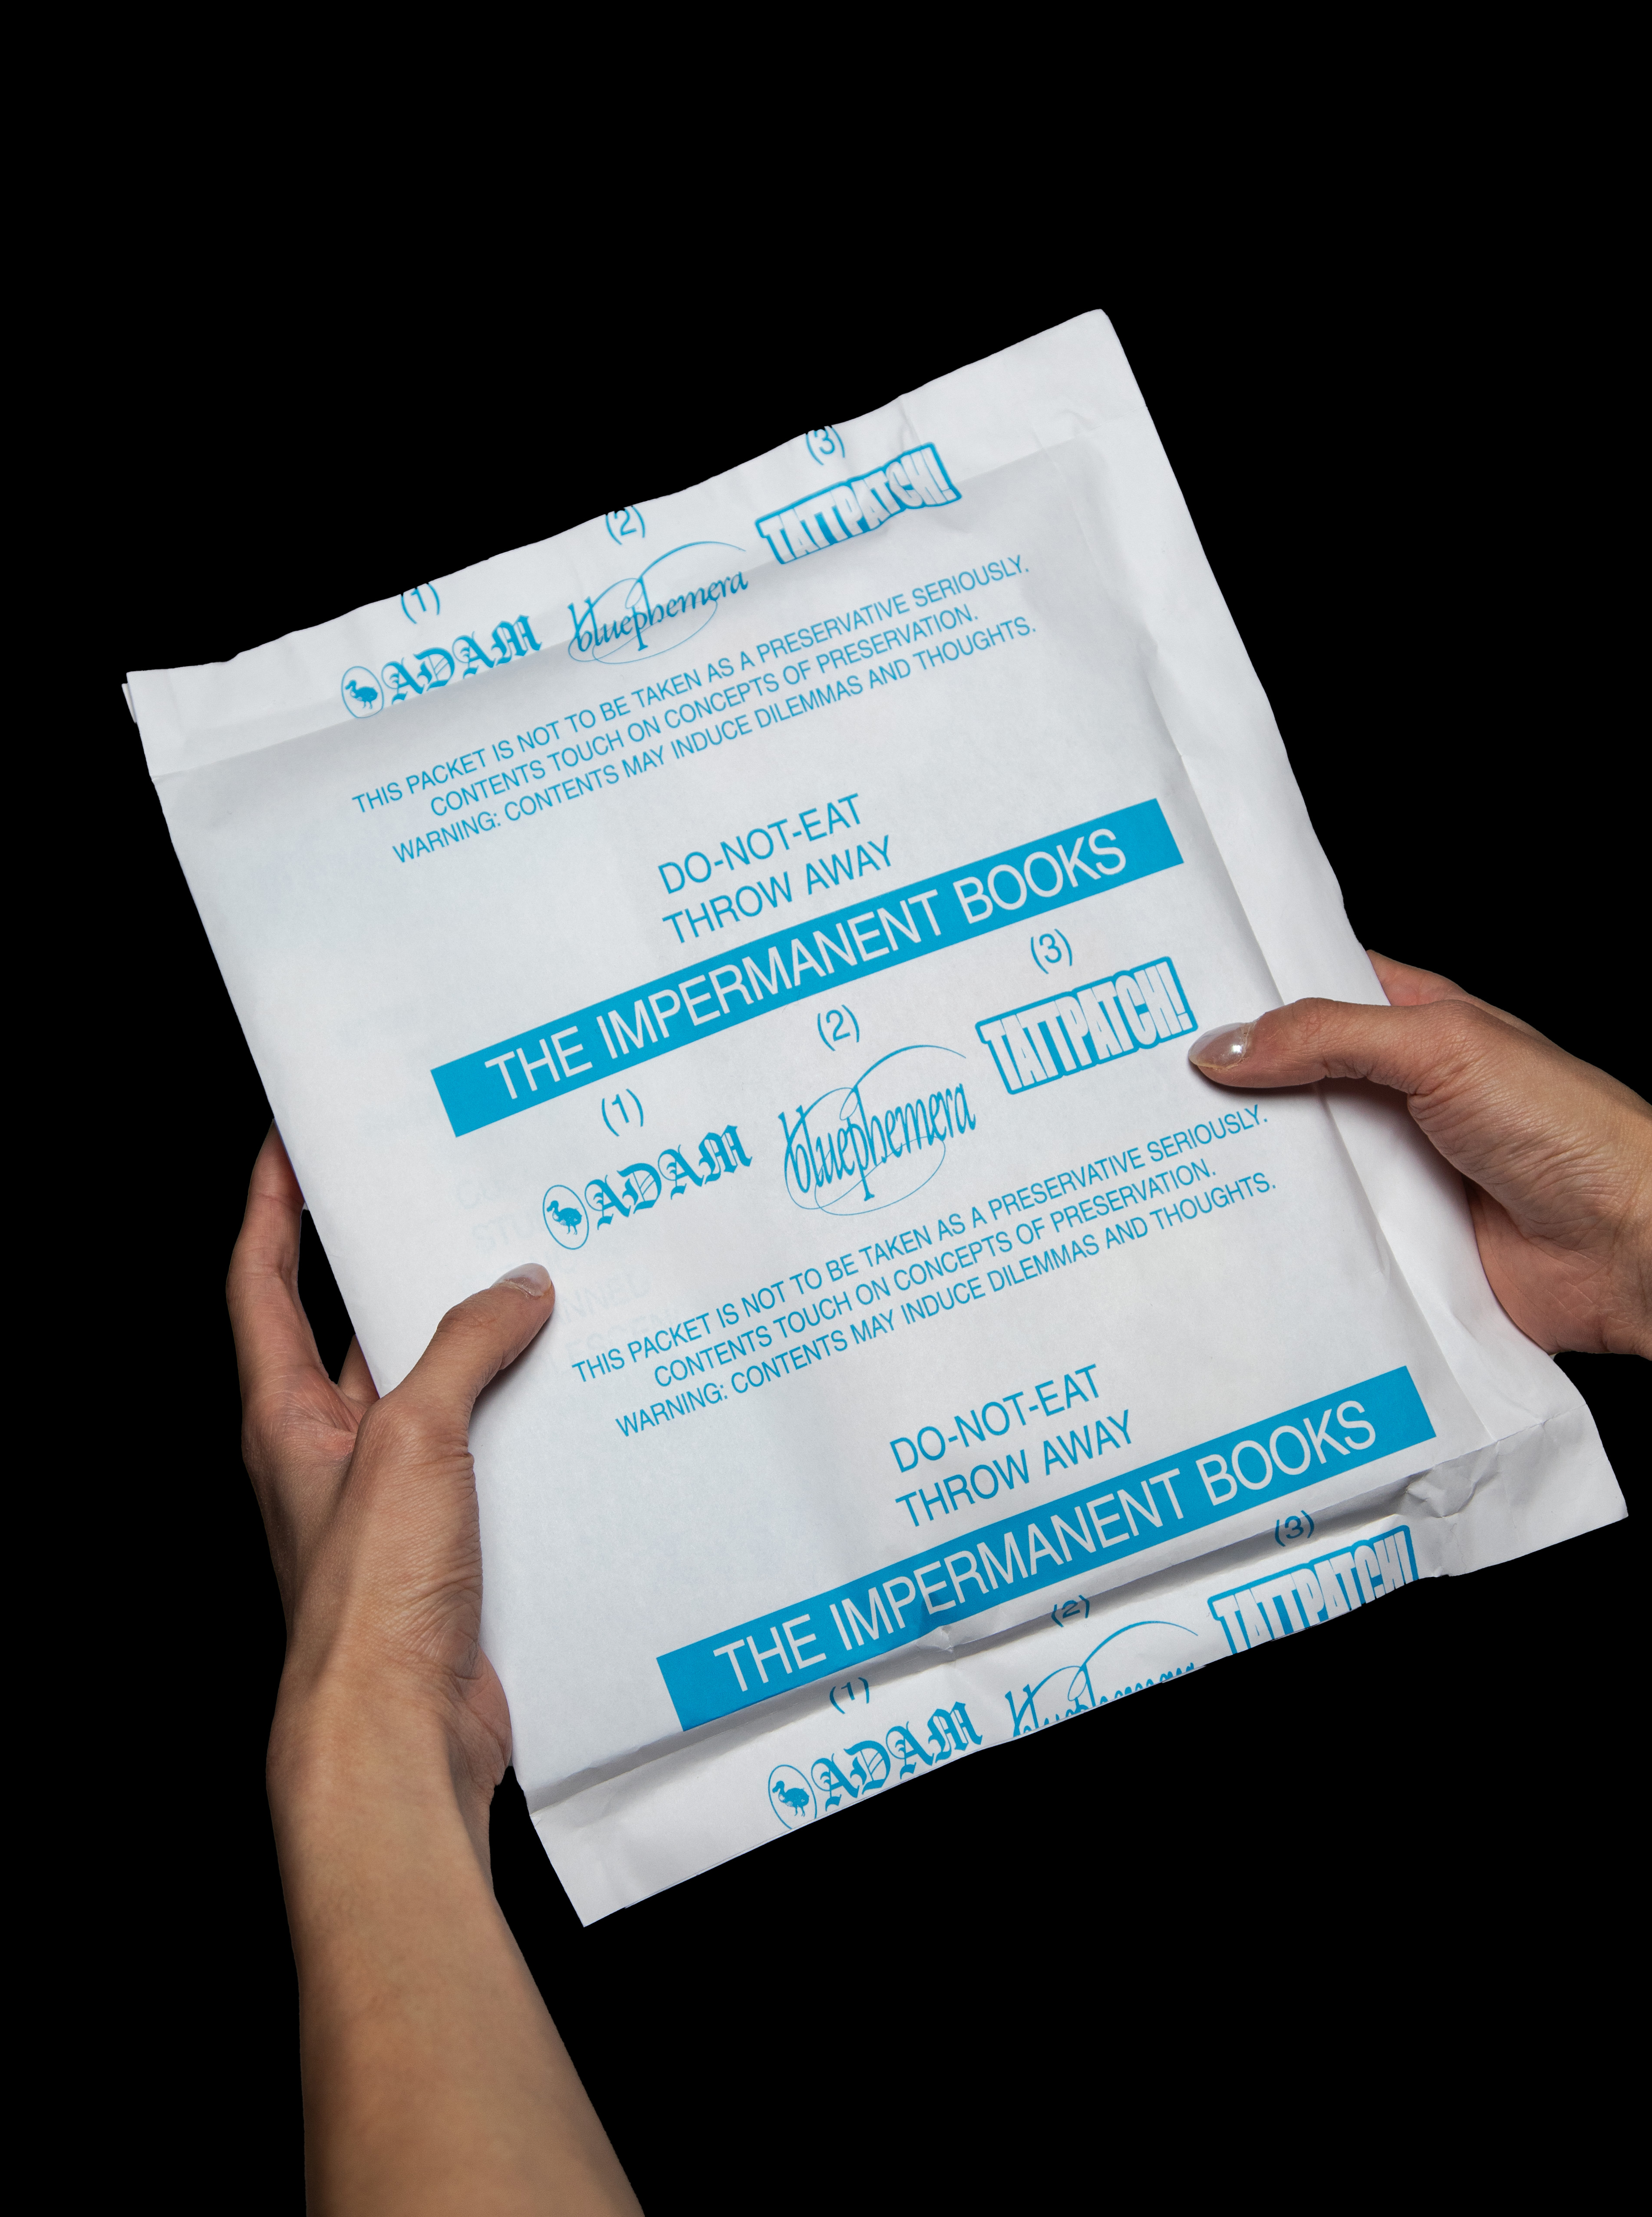 (1) (2) (3)
ADAM bluephemera TATTPATCH!
THIS PACKET IS NOT TO BE TAKEN AS A PRESERVATIVE SERIOUSLY.
CONTENTS TOUCH ON CONCEPTS OF PRESERVATION.
WARNING: CONTENTS MAY INDUCE DILEMMAS AND THOUGHTS.
DO-NOT-EAT
THROW AWAY
THE IMPERMANENT BOOKS
(1) (2) (3)
ADAM bluephemera TATTPATCH!
THIS PACKET IS NOT TO BE TAKEN AS A PRESERVATIVE SERIOUSLY.
CONTENTS TOUCH ON CONCEPTS OF PRESERVATION.
WARNING: CONTENTS MAY INDUCE DILEMMAS AND THOUGHTS.
DO-NOT-EAT
THROW AWAY
THE IMPERMANENT BOOKS
(1) (2) (3)
ADAM bluephemera TATTPATCH!